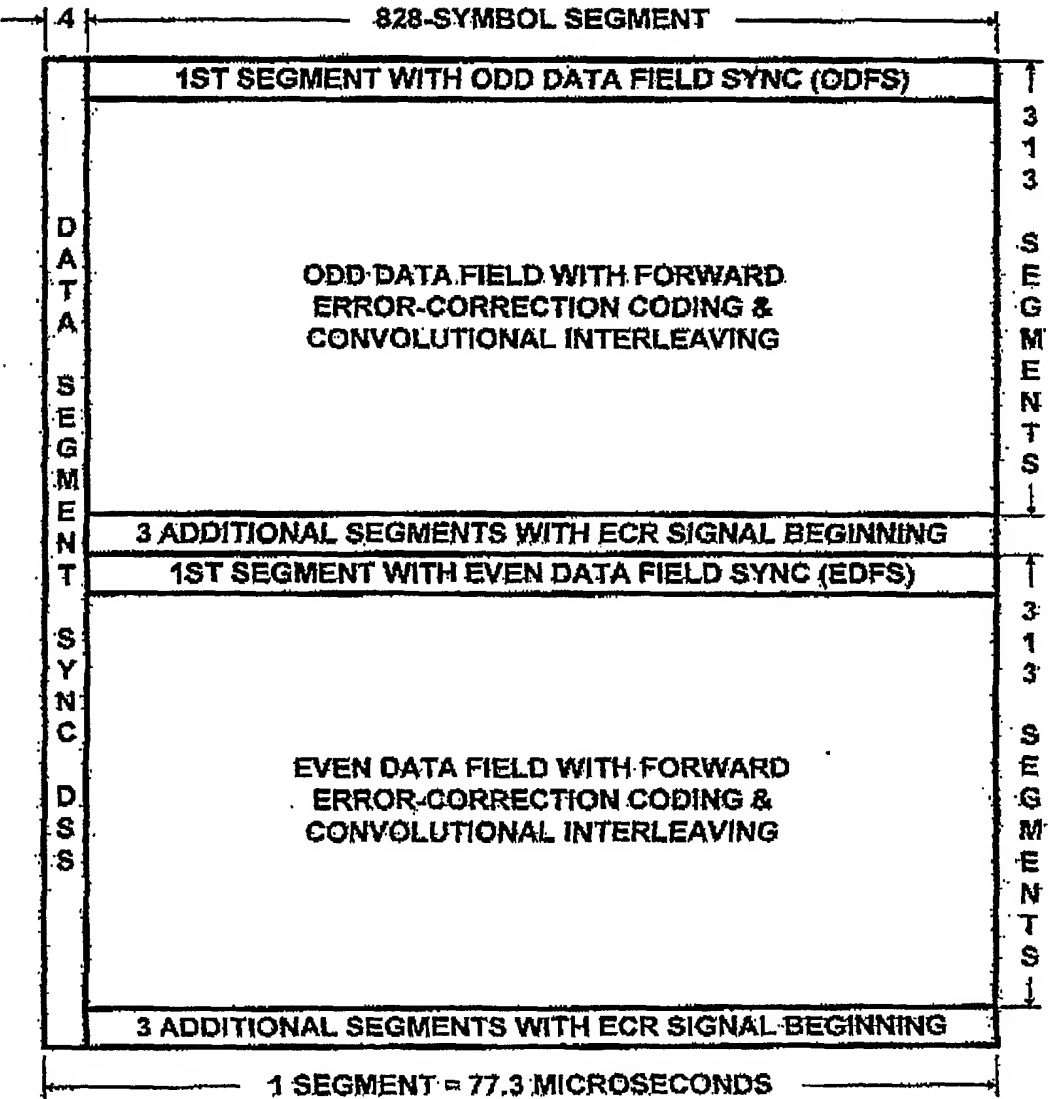 4 828-SYMBOL SEGMENT
1ST SEGMENT WITH ODD DATA FIELD SYNC (ODFS)
313 SEGMENTS
DATA SEGMENT SYNC DSS
ODD DATA FIELD WITH FORWARD
ERROR-CORRECTION CODING &
CONVOLUTIONAL INTERLEAVING
3 ADDITIONAL SEGMENTS WITH ECR SIGNAL BEGINNING
1ST SEGMENT WITH EVEN DATA FIELD SYNC (EDFS)
313 SEGMENTS
EVEN DATA FIELD WITH FORWARD
ERROR-CORRECTION CODING &
CONVOLUTIONAL INTERLEAVING
3 ADDITIONAL SEGMENTS WITH ECR SIGNAL BEGINNING
1 SEGMENT = 77.3 MICROSECONDS